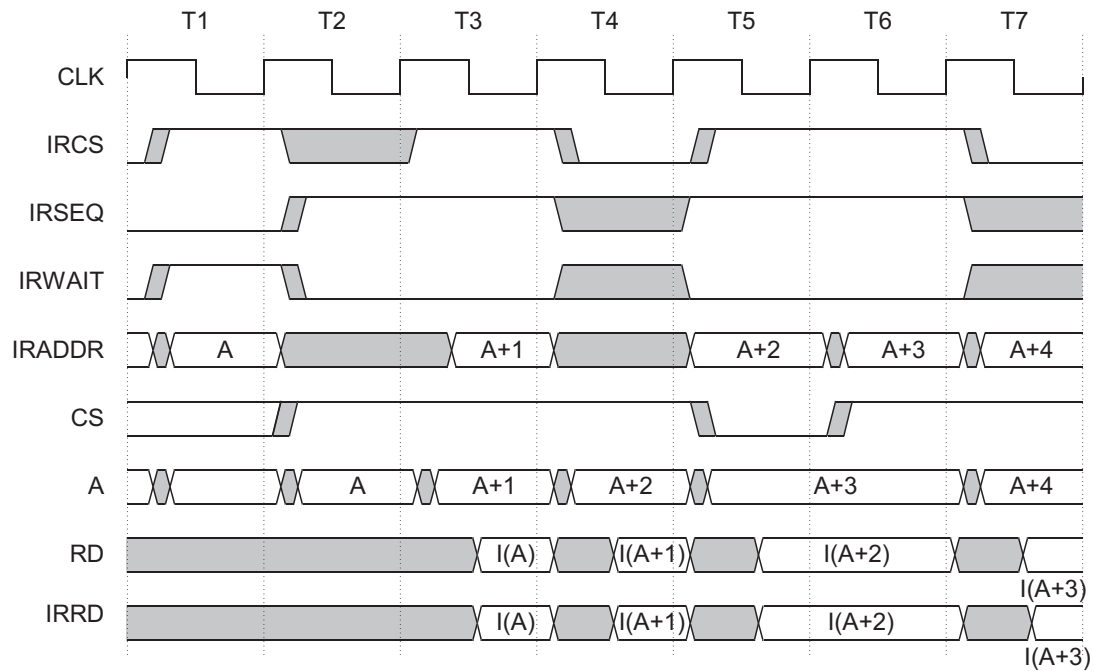 T1 T2 T3 T4 T5 T6 T7
CLK
IRCS
IRSEQ
IRWAIT
IRADDR A A+1 A+2 A+3 A+4
CS
A A A+1 A+2 A+3 A+4
RD I(A) I(A+1) I(A+2)
I(A+3)
IRRD I(A) I(A+1) I(A+2)
I(A+3)